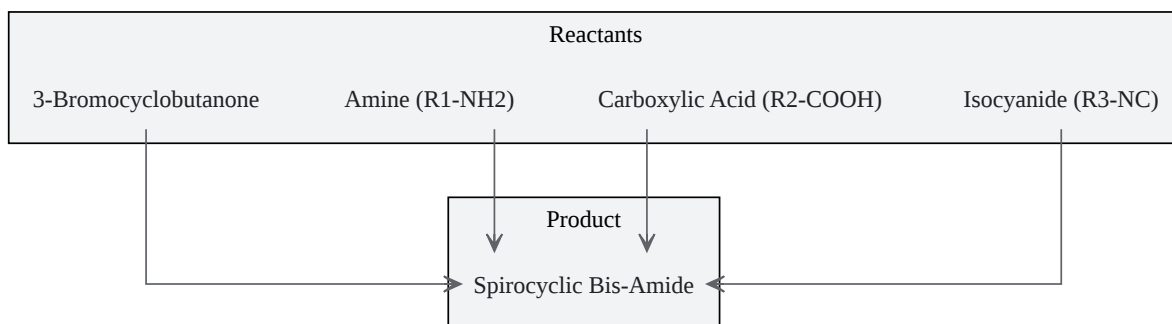 Reactants
3-Bromocyclobutanone
Amine (R1-NH2)
Carboxylic Acid (R2-COOH)
Isocyanide (R3-NC)
Product
Spirocyclic Bis-Amide